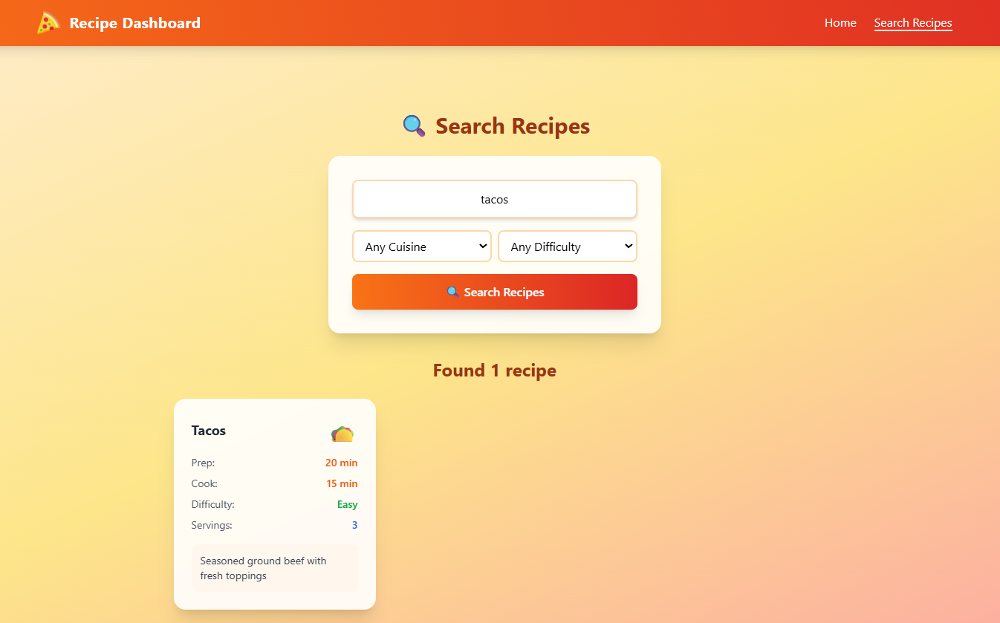 Recipe Dashboard
Home
Search Recipes
Search Recipes
tacos
Any Cuisine
Any Difficulty
Search Recipes
Found 1 recipe
Tacos
Prep: 20 min
Cook: 15 min
Difficulty: Easy
Servings: 3
Seasoned ground beef with
fresh toppings